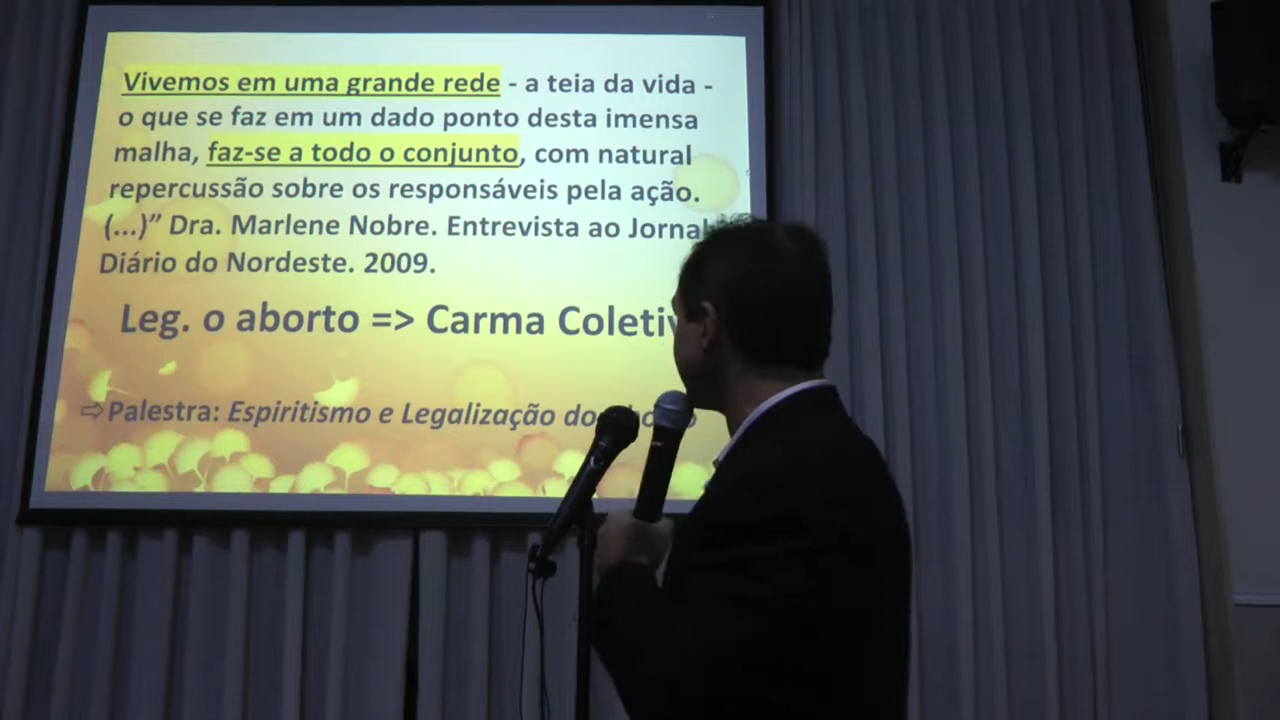 Vivemos em uma grande rede - a teia da vida -
o que se faz em um dado ponto desta imensa
malha, faz-se a todo o conjunto, com natural
repercussão sobre os responsáveis pela ação.
(...)” Dra. Marlene Nobre. Entrevista ao Jornal
Diário do Nordeste. 2009.
Leg. o aborto => Carma
⇨Palestra: Espiritismo e Legalização do